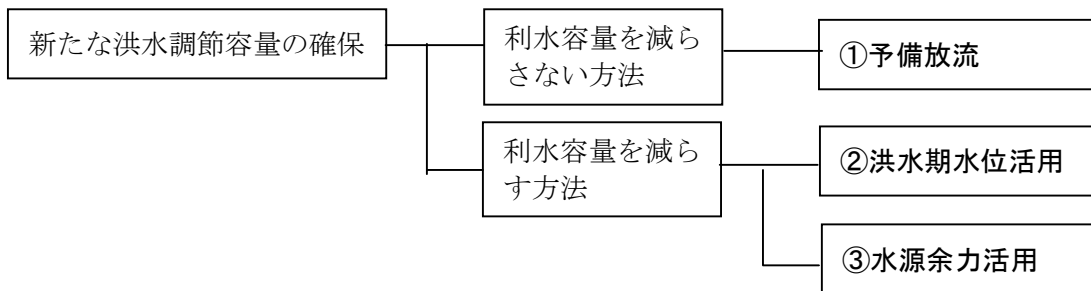 新たな洪水調節容量の確保
利水容量を減ら
さない方法
①予備放流
利水容量を減ら
す方法
②洪水期水位活用
③水源余力活用